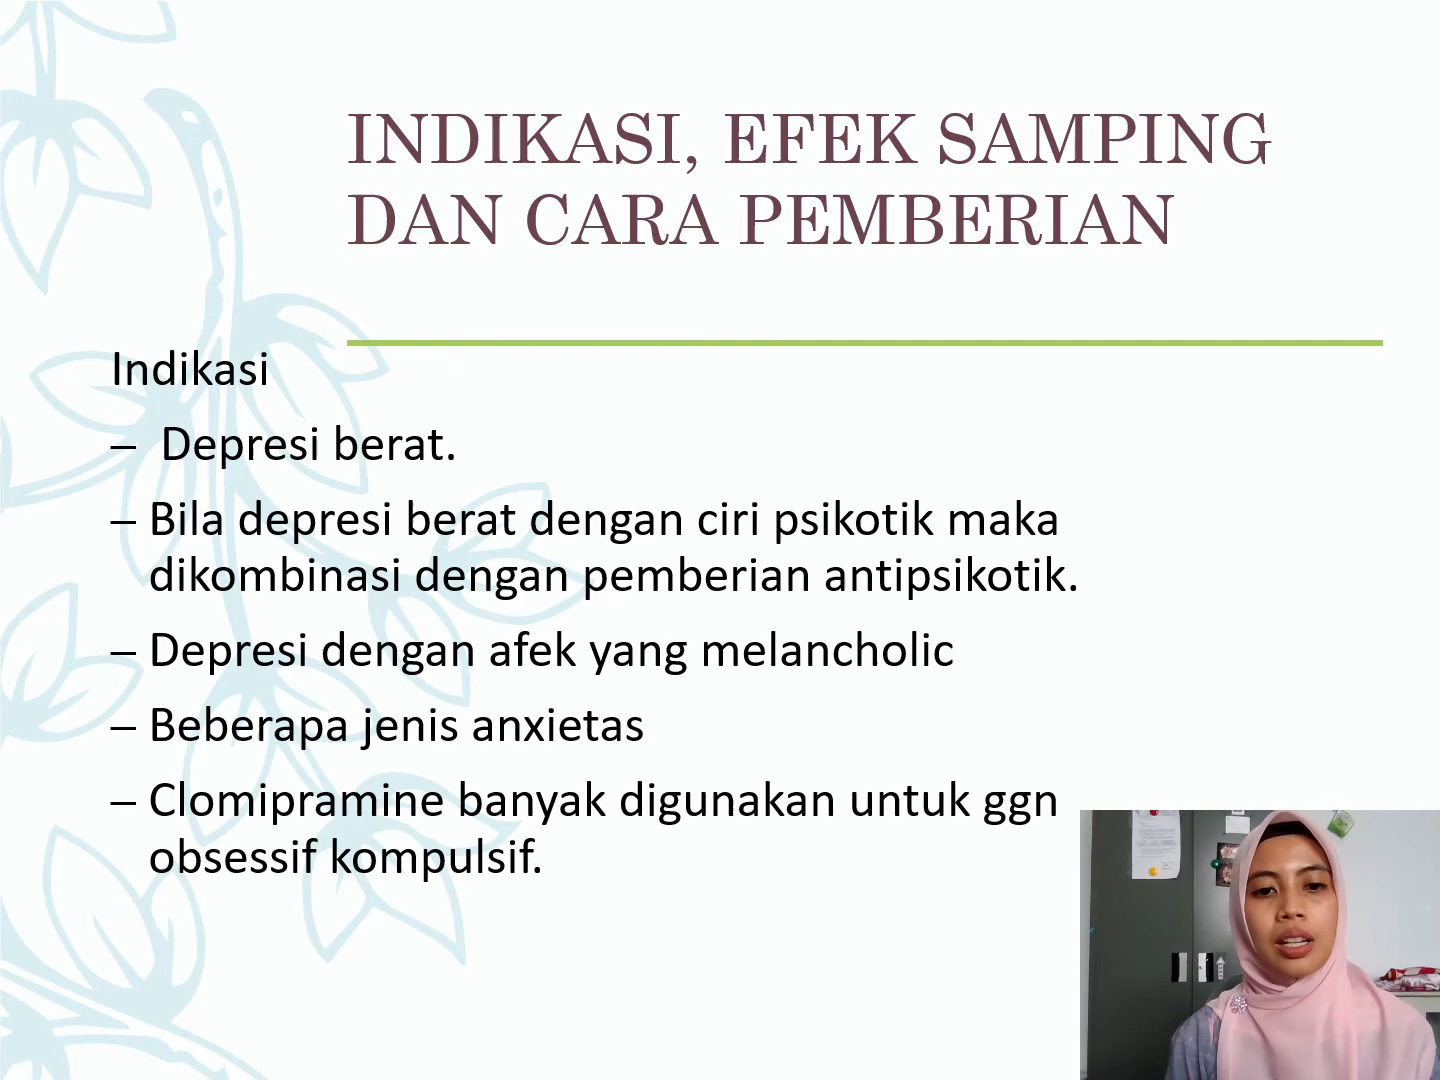 INDIKASI, EFEK SAMPING
DAN CARA PEMBERIAN
Indikasi
– Depresi berat.
– Bila depresi berat dengan ciri psikotik maka
dikombinasi dengan pemberian antipsikotik.
– Depresi dengan afek yang melancholic
– Beberapa jenis anxietas
– Clomipramine banyak digunakan untuk ggn
obsessif kompulsif.